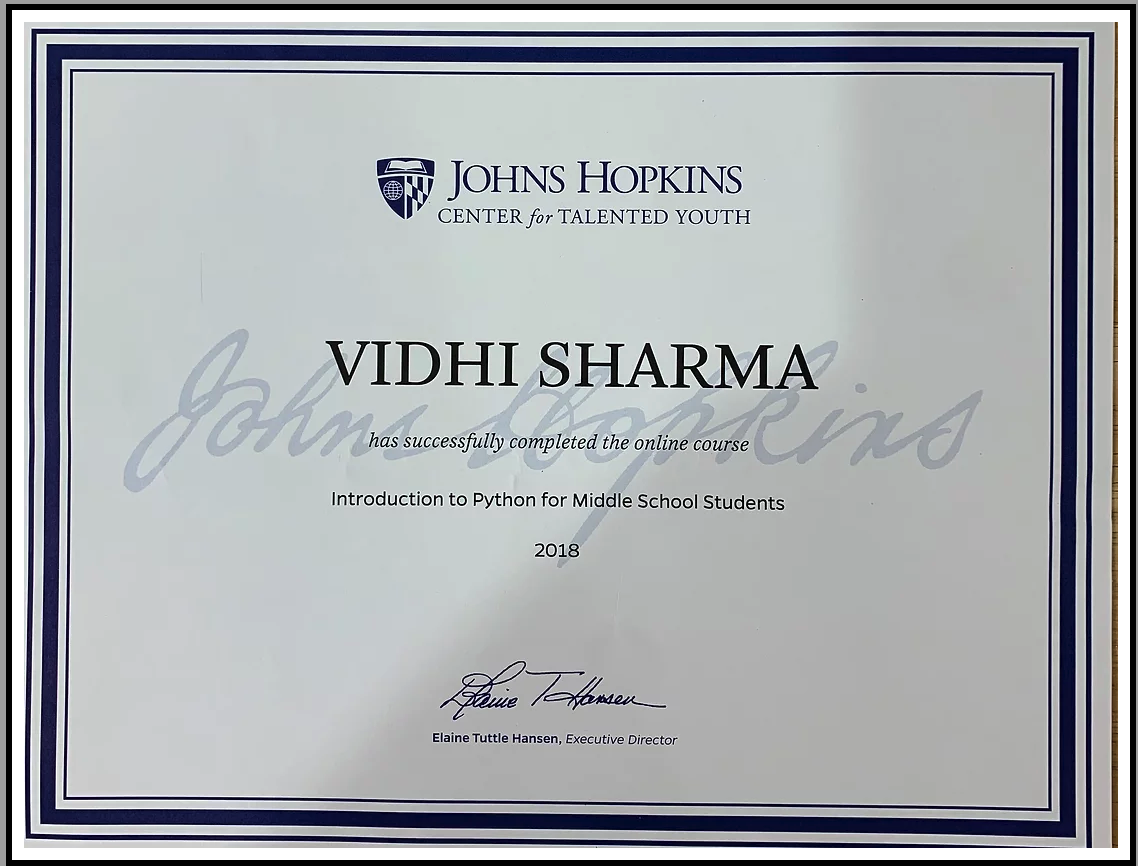 JOHNS HOPKINS
CENTER for TALENTED YOUTH
Johns Hopkins
VIDHI SHARMA
has successfully completed the online course
Introduction to Python for Middle School Students
2018
Elaine T Hansen
Elaine Tuttle Hansen, Executive Director